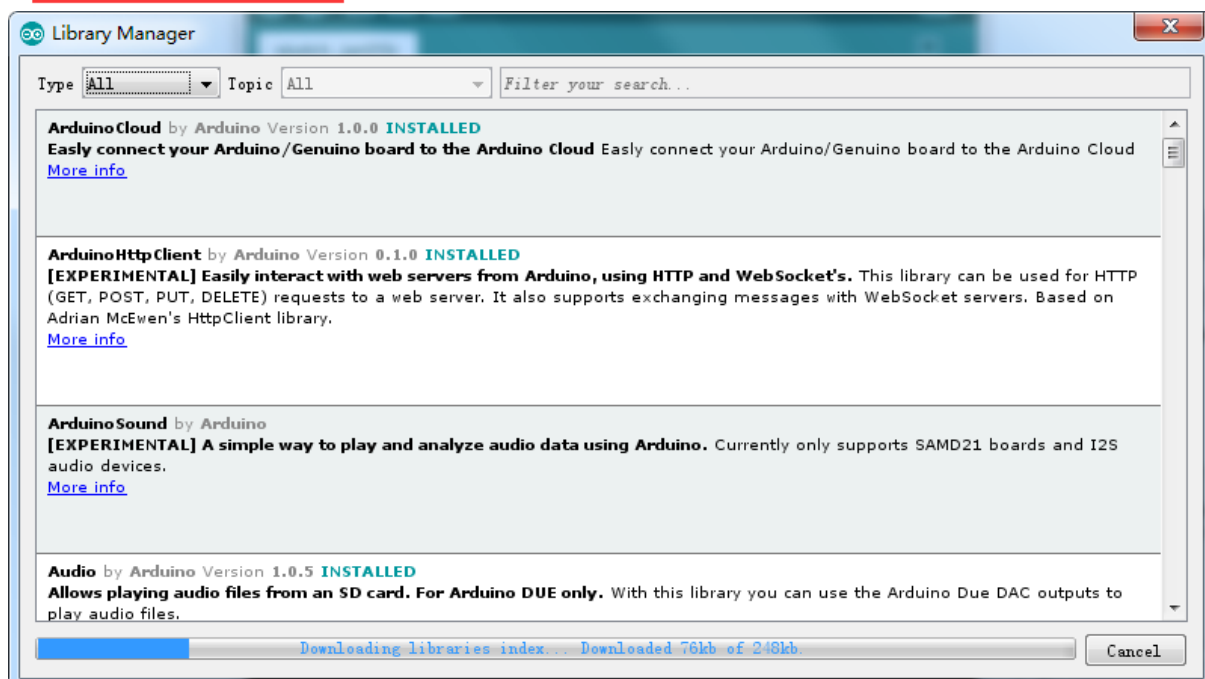 Library Manager
Type All Topic All Filter your search...
ArduinoCloud by Arduino Version 1.0.0 INSTALLED
Easly connect your Arduino/Genuino board to the Arduino Cloud Easly connect your Arduino/Genuino board to the Arduino Cloud
More info
ArduinoHttpClient by Arduino Version 0.1.0 INSTALLED
[EXPERIMENTAL] Easily interact with web servers from Arduino, using HTTP and WebSocket's. This library can be used for HTTP
(GET, POST, PUT, DELETE) requests to a web server. It also supports exchanging messages with WebSocket servers. Based on
Adrian McEwen's HttpClient library.
More info
ArduinoSound by Arduino
[EXPERIMENTAL] A simple way to play and analyze audio data using Arduino. Currently only supports SAMD21 boards and I2S
audio devices.
More info
Audio by Arduino Version 1.0.5 INSTALLED
Allows playing audio files from an SD card. For Arduino DUE only. With this library you can use the Arduino Due DAC outputs to
play audio files.
Downloading libraries index... Downloaded 76kb of 248kb.
Cancel